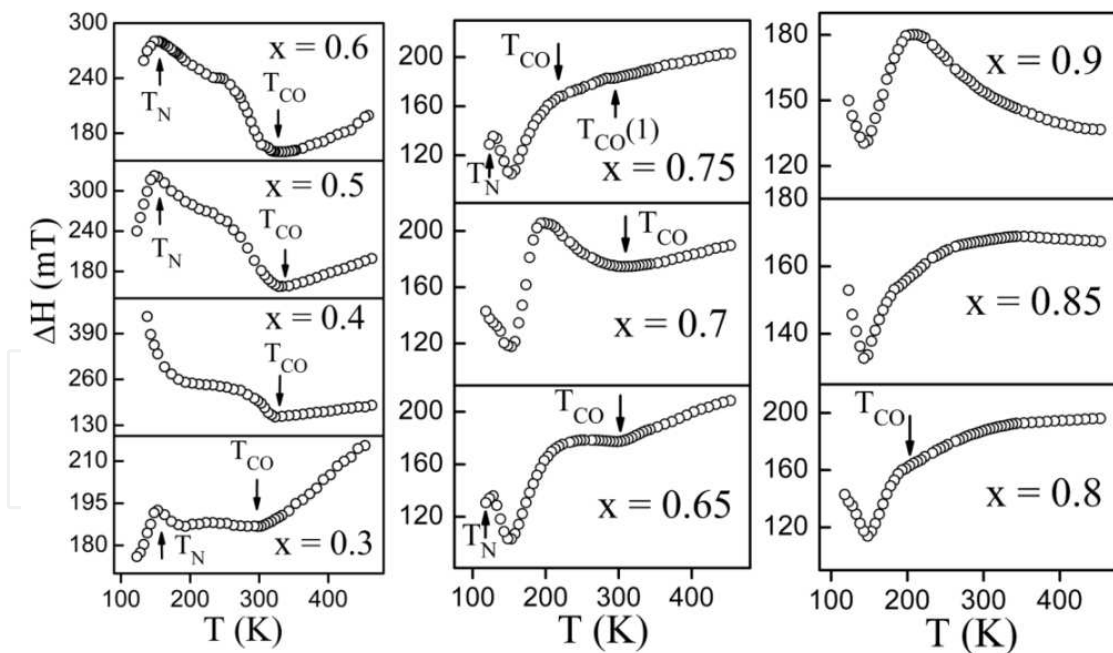 ΔH (mT)
300
240
180
x = 0.6
T_CO
T_N
300
240
180
x = 0.5
T_CO
T_N
390
260
130
x = 0.4
T_CO
210
195
180
x = 0.3
T_CO
T_N
100 200 300 400
T (K)
200
160
120
T_CO
T_CO(1)
T_N
x = 0.75
200
160
120
T_CO
x = 0.7
200
160
120
T_CO
T_N
x = 0.65
100 200 300 400
T (K)
180
150
120
x = 0.9
180
160
140
x = 0.85
200
160
120
T_CO
x = 0.8
100 200 300 400
T (K)